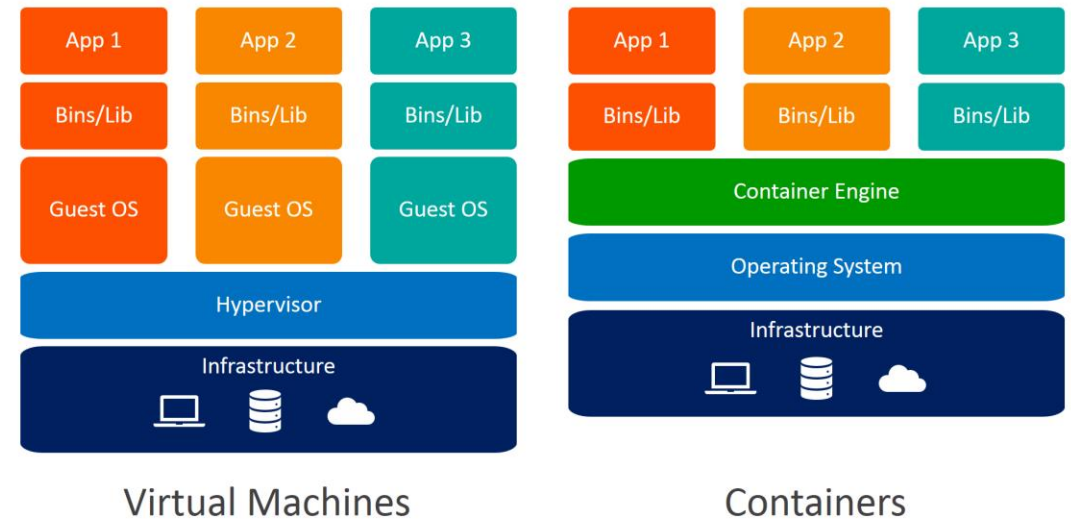 App 1
App 2
App 3
Bins/Lib
Bins/Lib
Bins/Lib
Guest OS
Guest OS
Guest OS
Hypervisor
Infrastructure
Virtual Machines
App 1
App 2
App 3
Bins/Lib
Bins/Lib
Bins/Lib
Container Engine
Operating System
Infrastructure
Containers